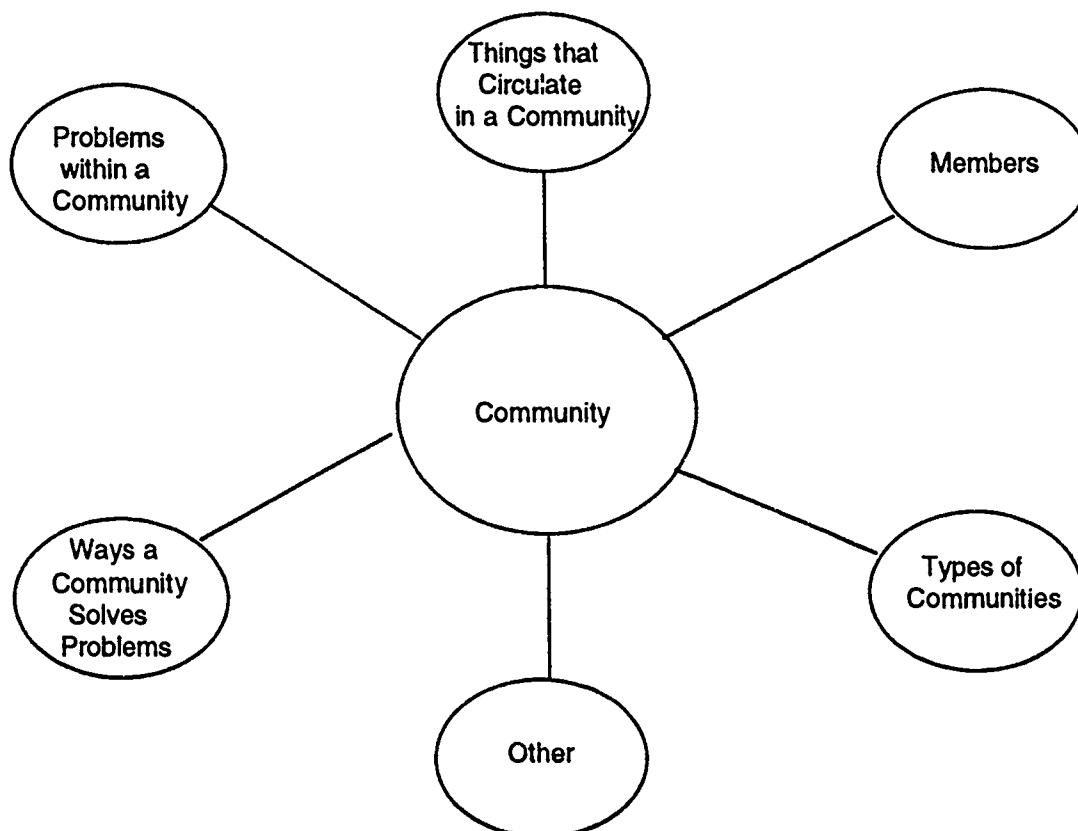 Things that
Circulate
in a Community
Problems
within a
Community
Members
Community
Ways a
Community
Solves
Problems
Types of
Communities
Other